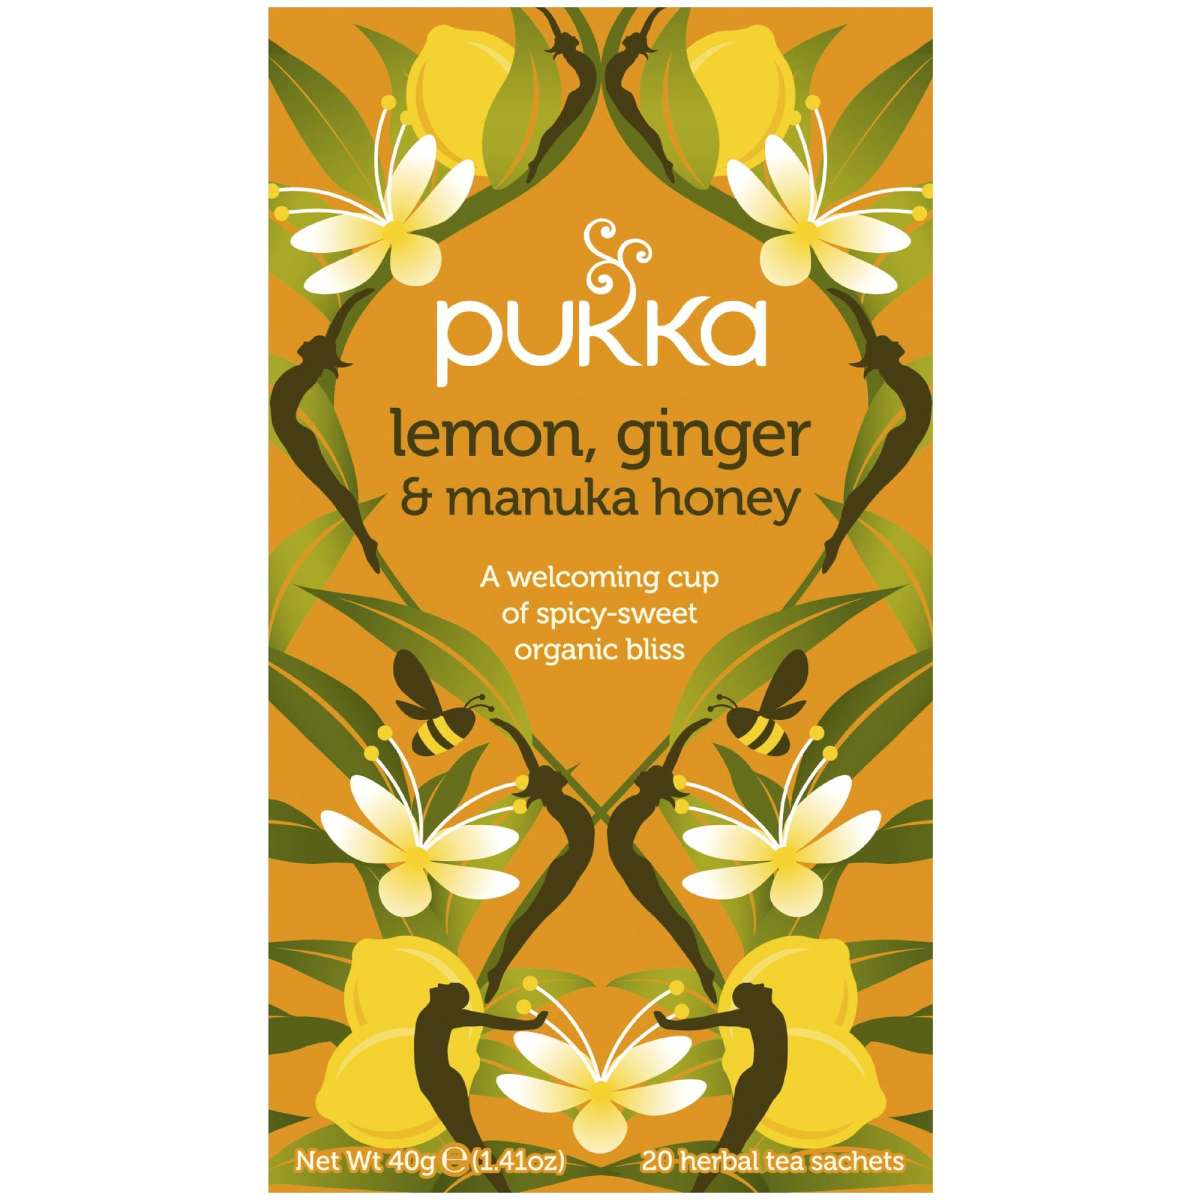 pukka
lemon, ginger
& manuka honey
A welcoming cup
of spicy-sweet
organic bliss
Net Wt 40g ℮ (1.41oz)
20 herbal tea sachets